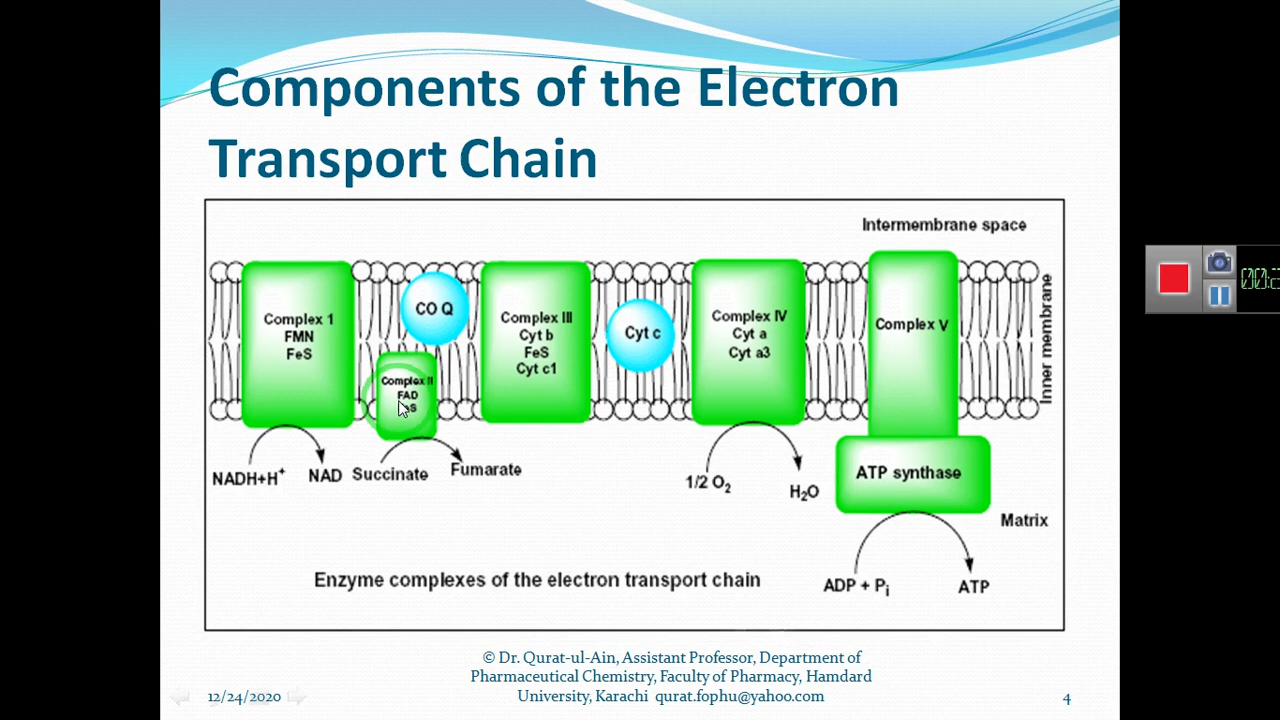 Components of the Electron
Transport Chain
Intermembrane space
Inner membrane
Complex 1
FMN
FeS
CO Q
Complex II
FAD
Complex III
Cyt b
FeS
Cyt c1
Cyt c
Complex IV
Cyt a
Cyt a3
Complex V
ATP synthase
NADH+H⁺
NAD
Succinate
Fumarate
1/2 O₂
H₂O
Matrix
ADP + Pᵢ
ATP
Enzyme complexes of the electron transport chain
12/24/2020
© Dr. Qurat-ul-Ain, Assistant Professor, Department of
Pharmaceutical Chemistry, Faculty of Pharmacy, Hamdard
University, Karachi qurat.fophu@yahoo.com
4